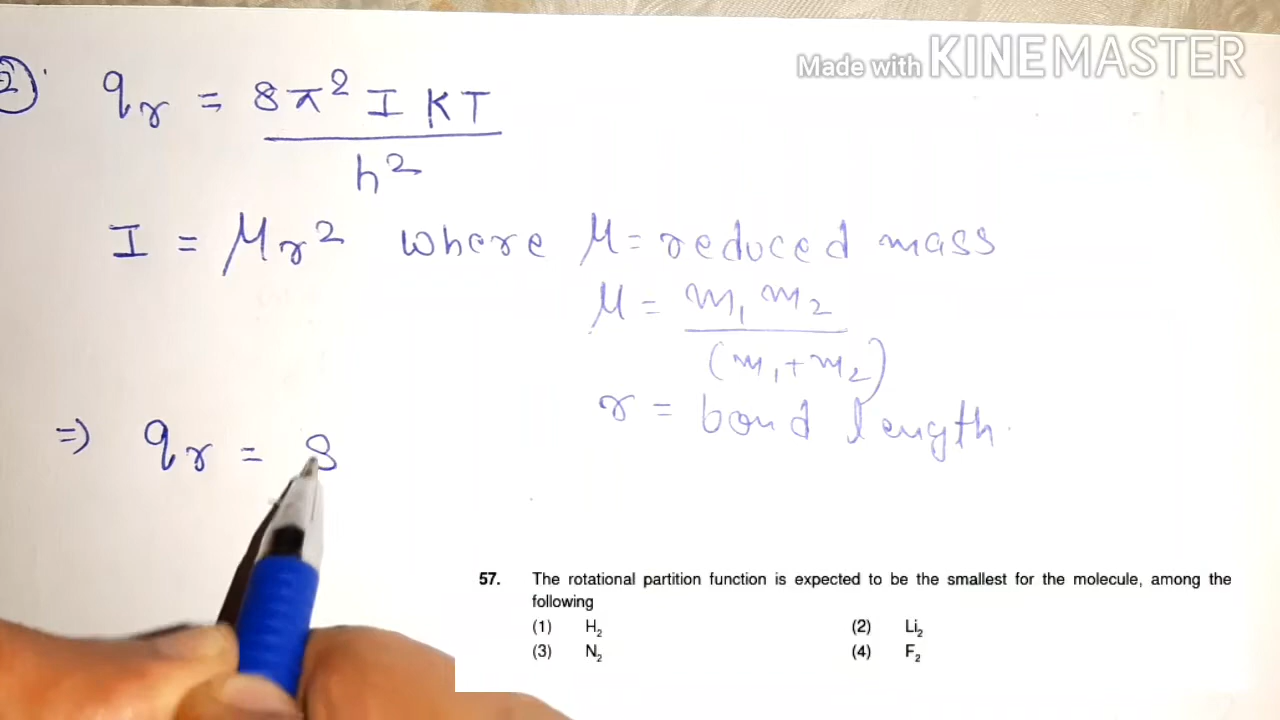 Made with KINEMASTER
② qr = 8π² I KT
h²
I = μr² where μ = reduced mass
μ = m₁ m₂
(m₁ + m₂)
r = bond length.
⇒ qr = 8
57. The rotational partition function is expected to be the smallest for the molecule, among the
following
(1) H₂ (2) Li₂
(3) N₂ (4) F₂